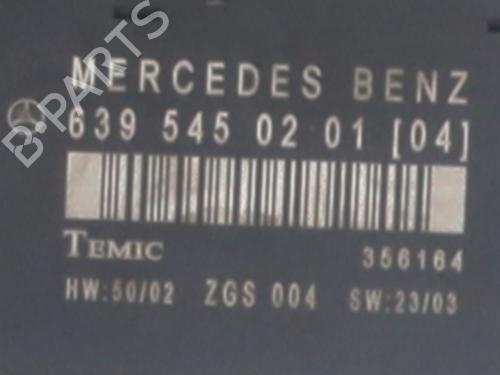 B-PARTS
MERCEDES BENZ
639 545 02 01 [04]
TEMIC 356164
HW:50/02 ZGS 004 SW:23/03